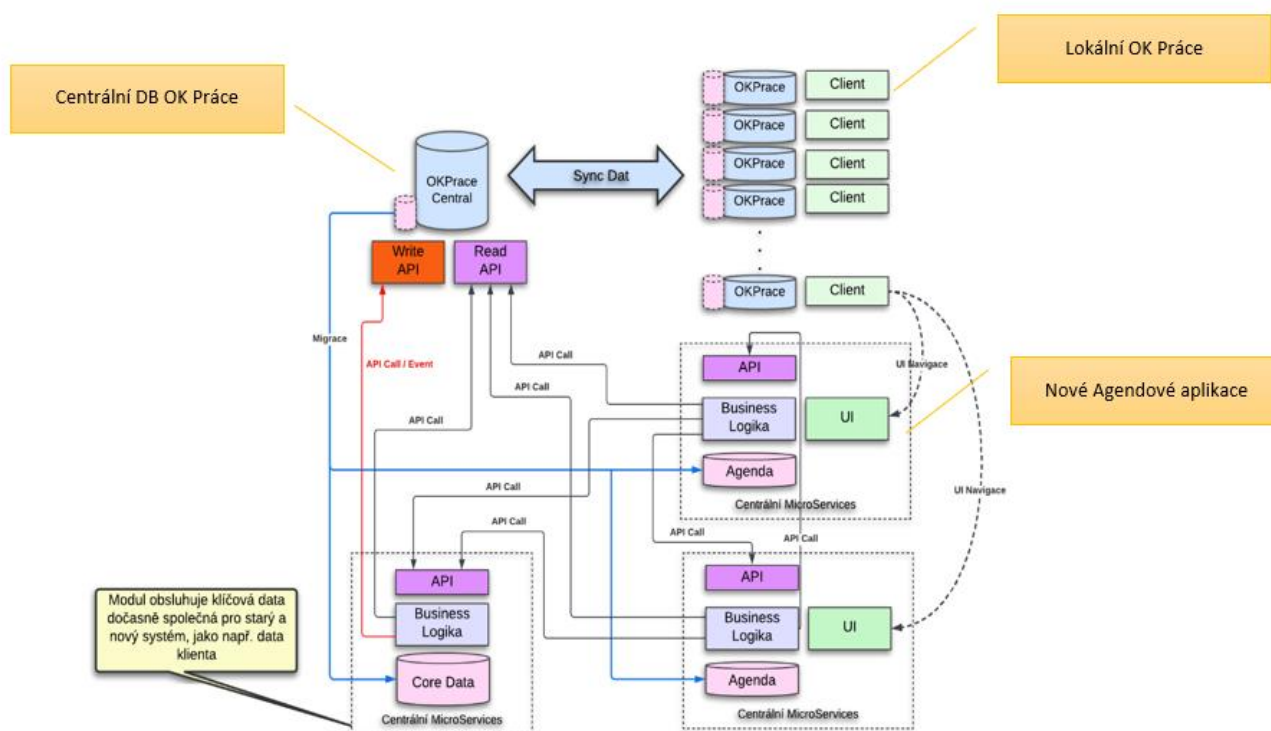 Lokální OK Práce
Centrální DB OK Práce
OKPrace
Client
OKPrace
Client
OKPrace
Client
OKPrace
Client
OKPrace
Central
Sync Dat
Write
API
Read
API
OKPrace
Client
Migrace
API Call / Event
API Call
API Call
API Call
UI Navigace
API
Nové Agendové aplikace
Business
Logika
UI
Agenda
Centrální MicroServices
API Call
UI Navigace
API Call
API Call
API Call
API
Business
Logika
Core Data
Centrální MicroServices
API
Business
Logika
UI
Agenda
Centrální MicroServices
Modul obsluhuje klíčová data
dočasně společná pro starý a
nový systém, jako např. data
klienta